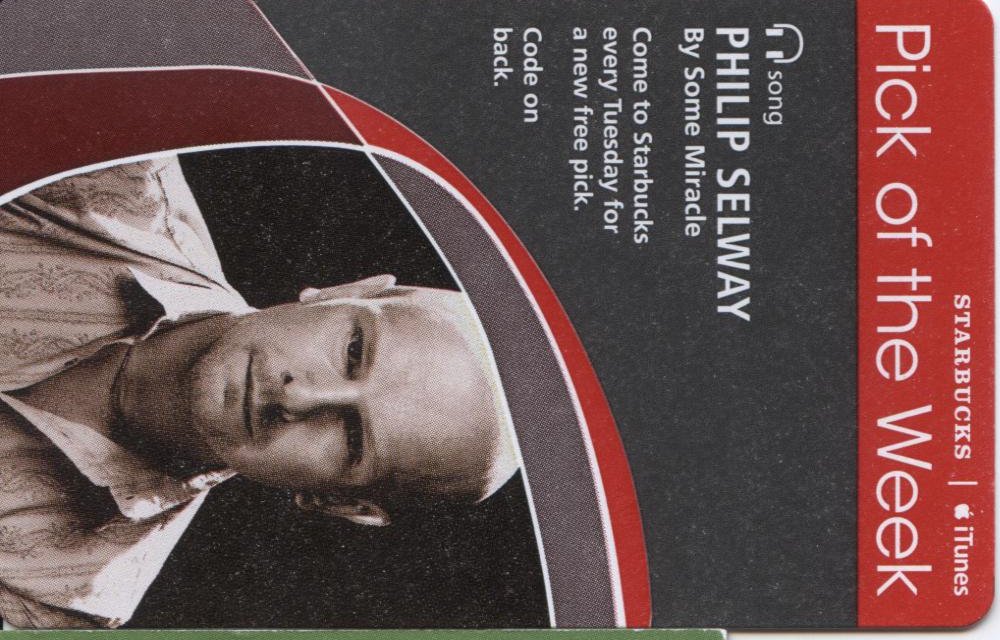 STARBUCKS | iTunes
Pick of the Week
song
PHILIP SELWAY
By Some Miracle
Come to Starbucks
every Tuesday for
a new free pick.
Code on
back.